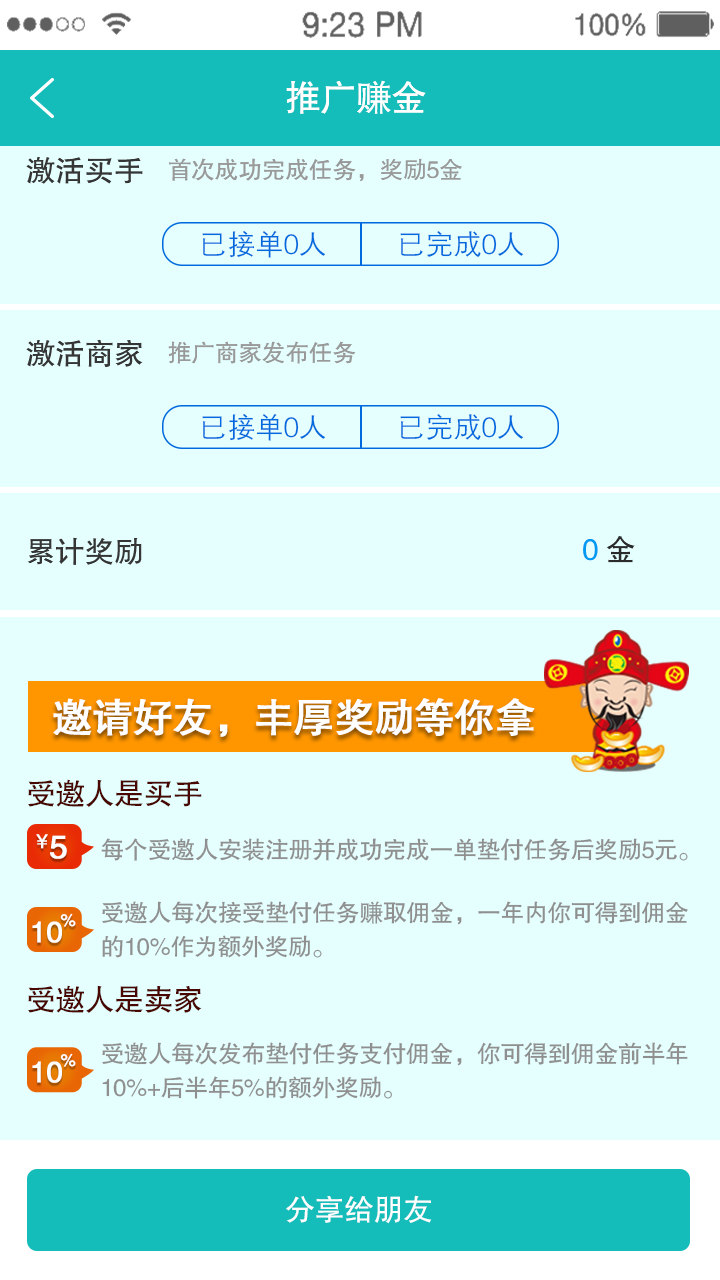 9:23 PM 100%
推广赚金
激活买手 首次成功完成任务，奖励5金
已接单0人 已完成0人
激活商家 推广商家发布任务
已接单0人 已完成0人
累计奖励 0 金
邀请好友，丰厚奖励等你拿
受邀人是买手
¥5 每个受邀人安装注册并成功完成一单垫付任务后奖励5元。
10% 受邀人每次接受垫付任务赚取佣金，一年内你可得到佣金
的10%作为额外奖励。
受邀人是卖家
10% 受邀人每次发布垫付任务支付佣金，你可得到佣金前半年
10%+后半年5%的额外奖励。
分享给朋友